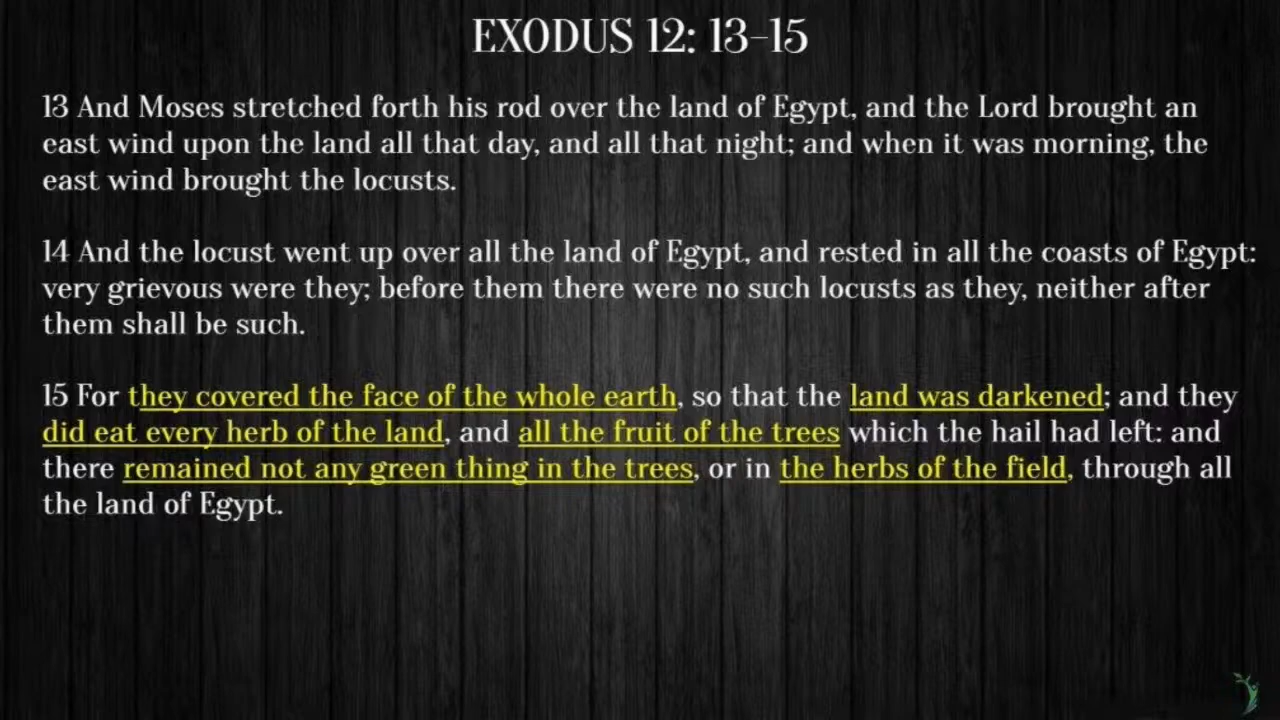 EXODUS 12: 13-15
13 And Moses stretched forth his rod over the land of Egypt, and the Lord brought an
east wind upon the land all that day, and all that night; and when it was morning, the
east wind brought the locusts.
14 And the locust went up over all the land of Egypt, and rested in all the coasts of Egypt:
very grievous were they; before them there were no such locusts as they, neither after
them shall be such.
15 For they covered the face of the whole earth, so that the land was darkened; and they
did eat every herb of the land, and all the fruit of the trees which the hail had left: and
there remained not any green thing in the trees, or in the herbs of the field, through all
the land of Egypt.